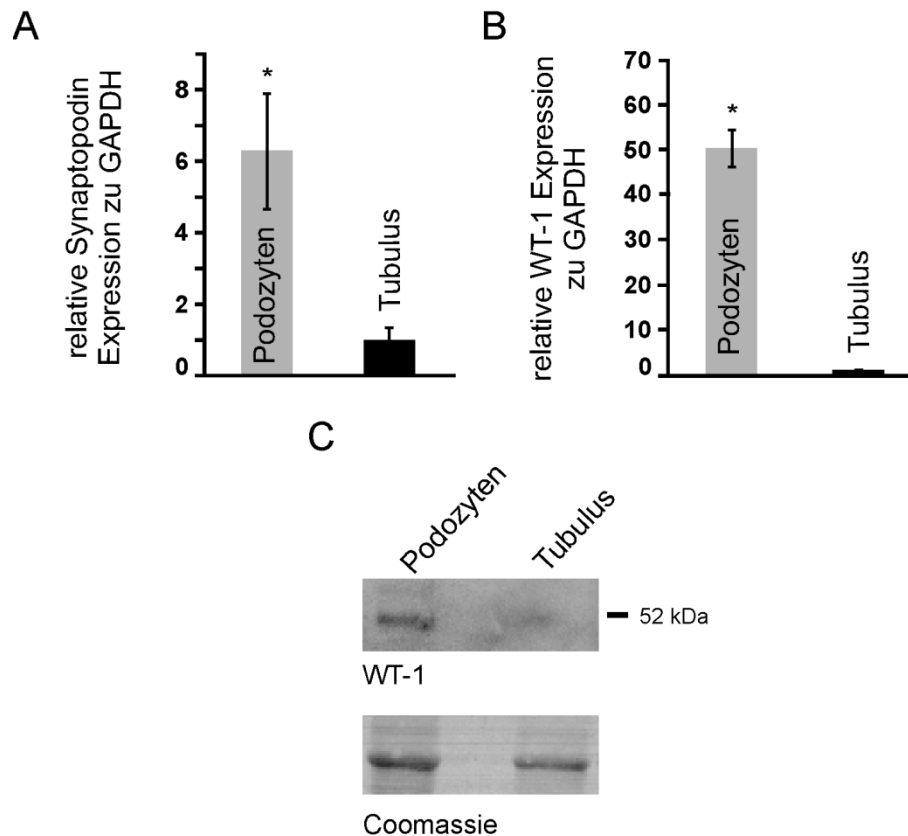 A
relative Synaptopodin
Expression zu GAPDH
8
6
4
2
0
*
Podozyten
Tubulus
B
relative WT-1 Expression
zu GAPDH
70
60
50
40
30
20
10
0
*
Podozyten
Tubulus
C
Podozyten
Tubulus
52 kDa
WT-1
Coomassie